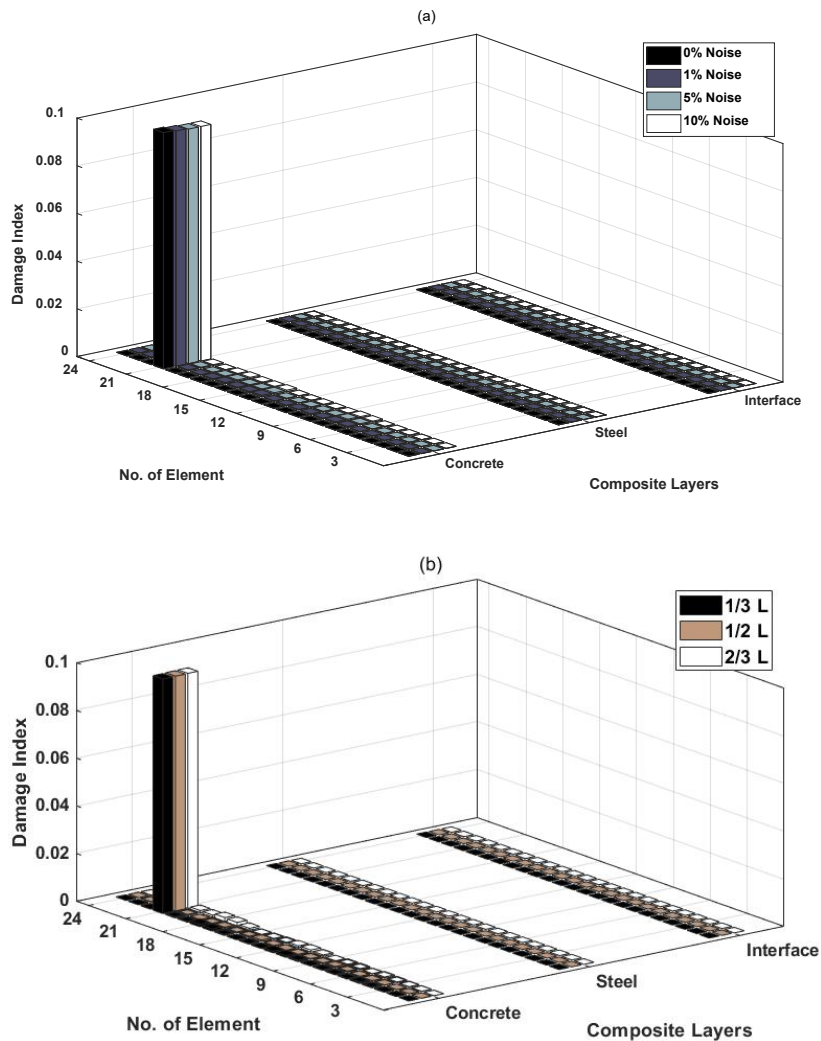 (a)
0% Noise
1% Noise
5% Noise
10% Noise
0.1
0.08
0.06
0.04
0.02
0
Damage Index
24
21
18
15
12
9
6
3
No. of Element
Concrete
Steel
Interface
Composite Layers
(b)
1/3 L
1/2 L
2/3 L
0.1
0.08
0.06
0.04
0.02
0
Damage Index
24
21
18
15
12
9
6
3
No. of Element
Concrete
Steel
Interface
Composite Layers